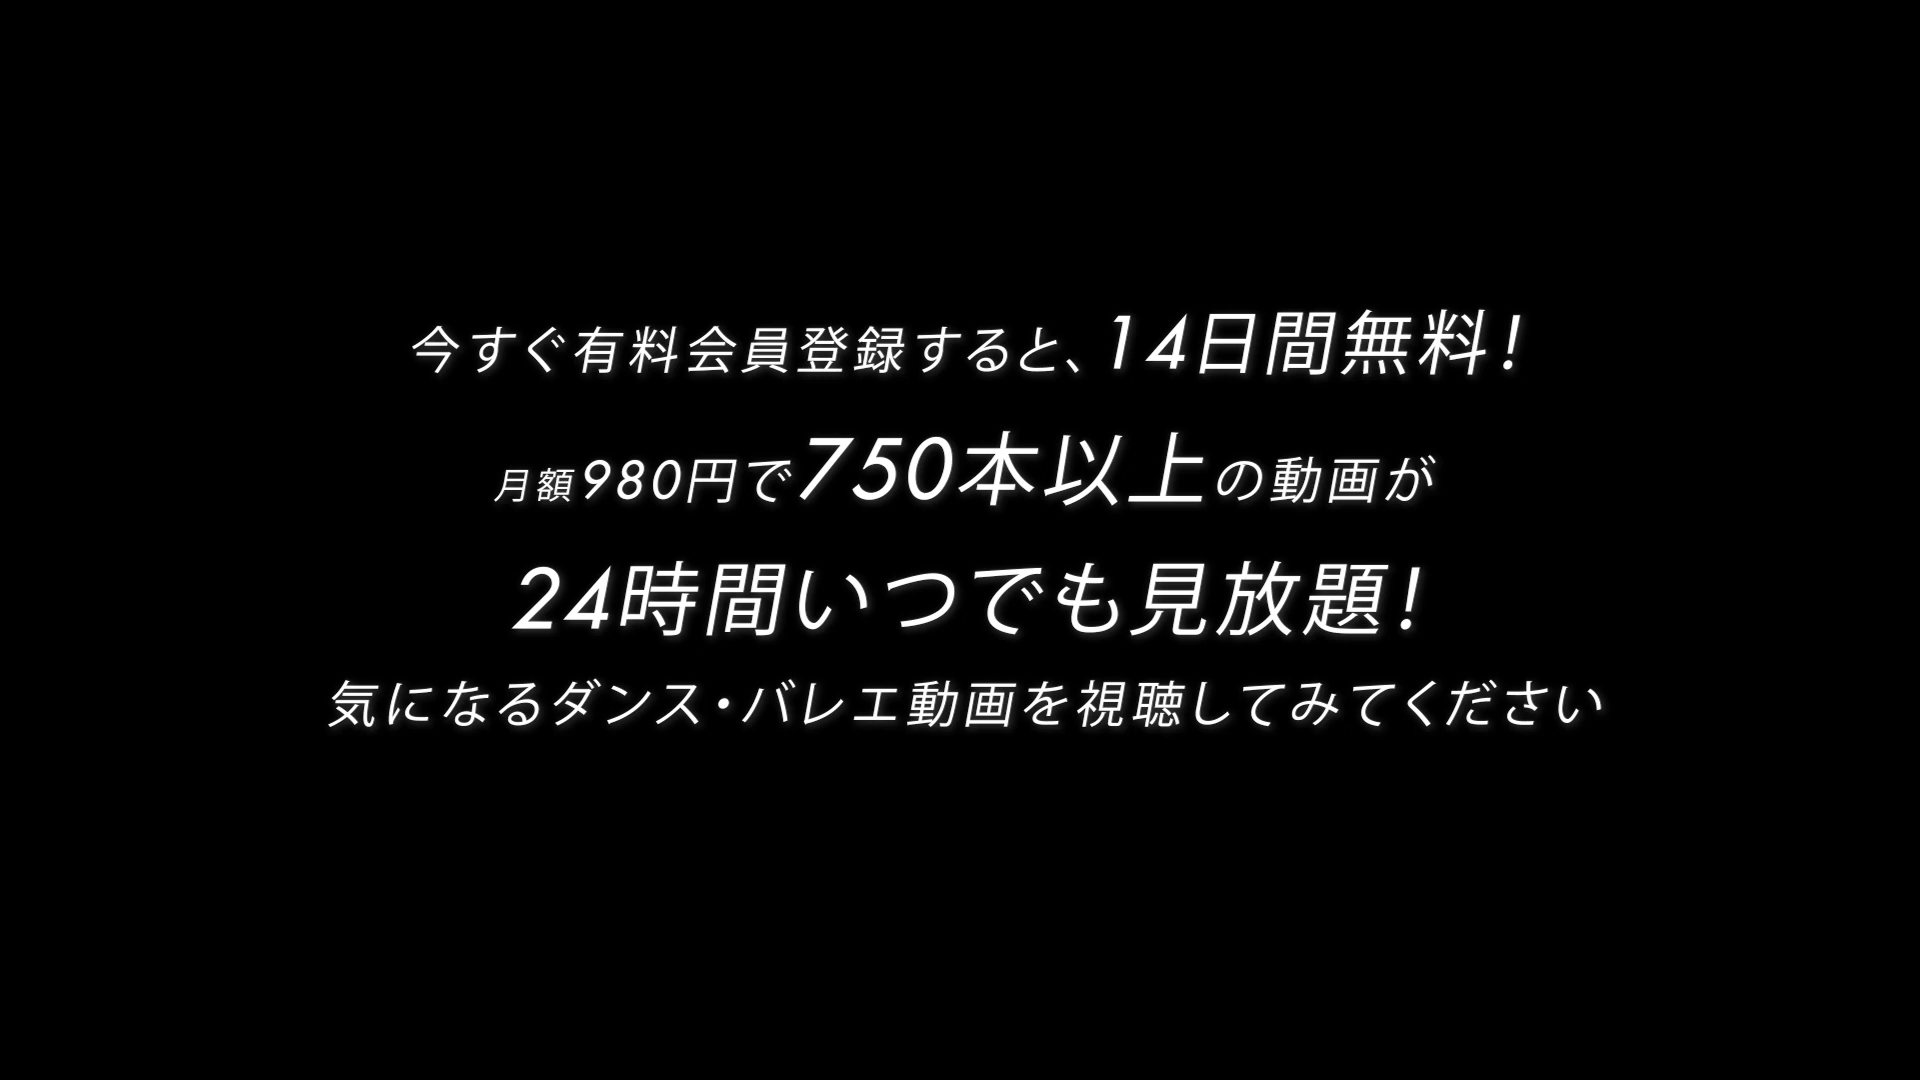 今すぐ有料会員登録すると、14日間無料!
月額980円で750本以上の動画が
24時間いつでも見放題!
気になるダンス・バレエ動画を視聴してみてください